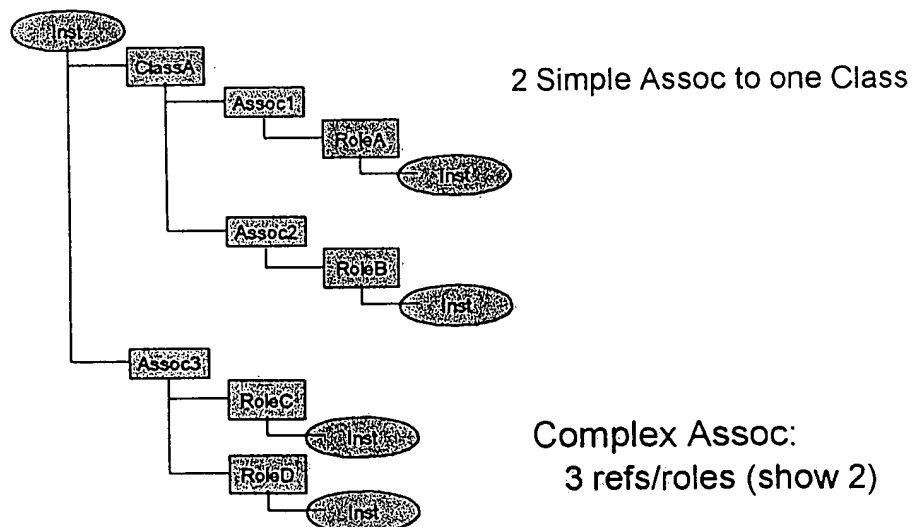 Inst
ClassA
2 Simple Assoc to one Class
Assoc1
RoleA
Inst
Assoc2
RoleB
Inst
Assoc3
RoleC
Inst
Complex Assoc:
3 refs/roles (show 2)
RoleD
Inst